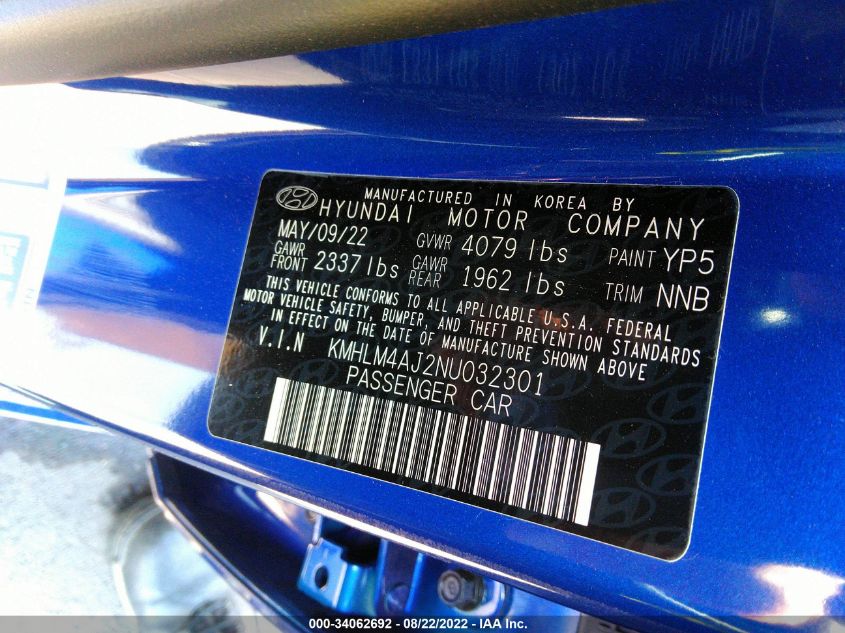 MANUFACTURED IN KOREA BY
HYUNDAI MOTOR COMPANY
MAY/09/22 GVWR 4079 lbs PAINT YP5
GAWR FRONT 2337 lbs GAWR REAR 1962 lbs TRIM NNB
THIS VEHICLE CONFORMS TO ALL APPLICABLE U.S.A. FEDERAL
MOTOR VEHICLE SAFETY, BUMPER, AND THEFT PREVENTION STANDARDS
IN EFFECT ON THE DATE OF MANUFACTURE SHOWN ABOVE
V.I.N KMHLM4AJ2NU032301
PASSENGER CAR
000-34062692 - 08/22/2022 - IAA Inc.